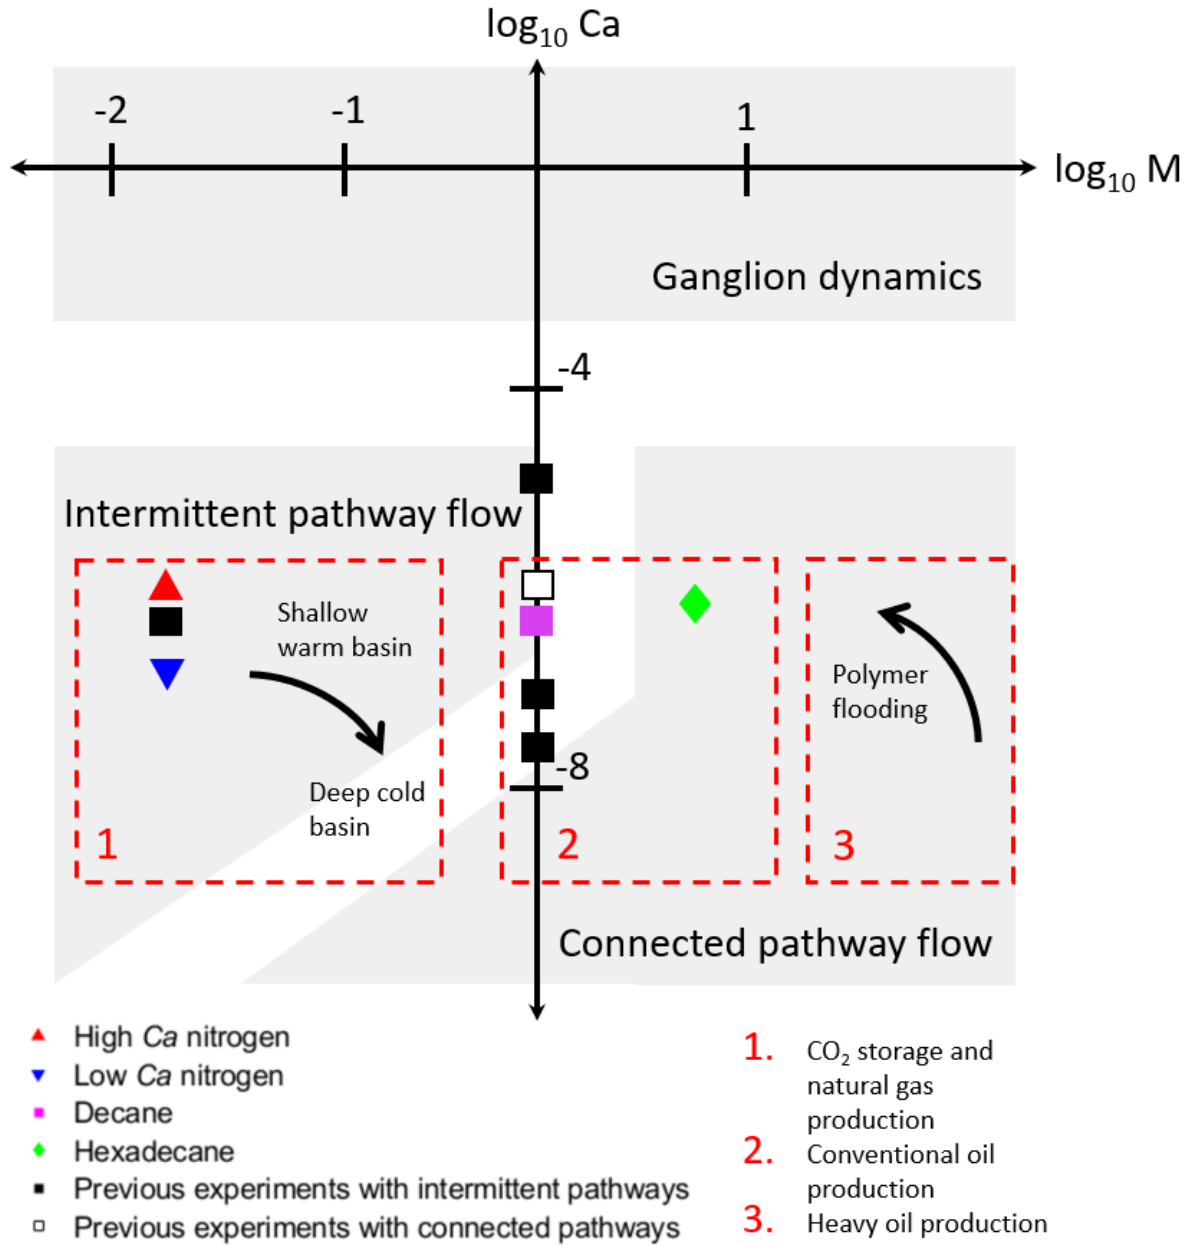 log₁₀ Ca
-2
-1
1
log₁₀ M
Ganglion dynamics
-4
Intermittent pathway flow
Shallow
warm basin
Polymer
flooding
-8
Deep cold
basin
1
2
3
Connected pathway flow
High Ca nitrogen
Low Ca nitrogen
Decane
Hexadecane
Previous experiments with intermittent pathways
Previous experiments with connected pathways
1. CO₂ storage and
natural gas
production
2. Conventional oil
production
3. Heavy oil production